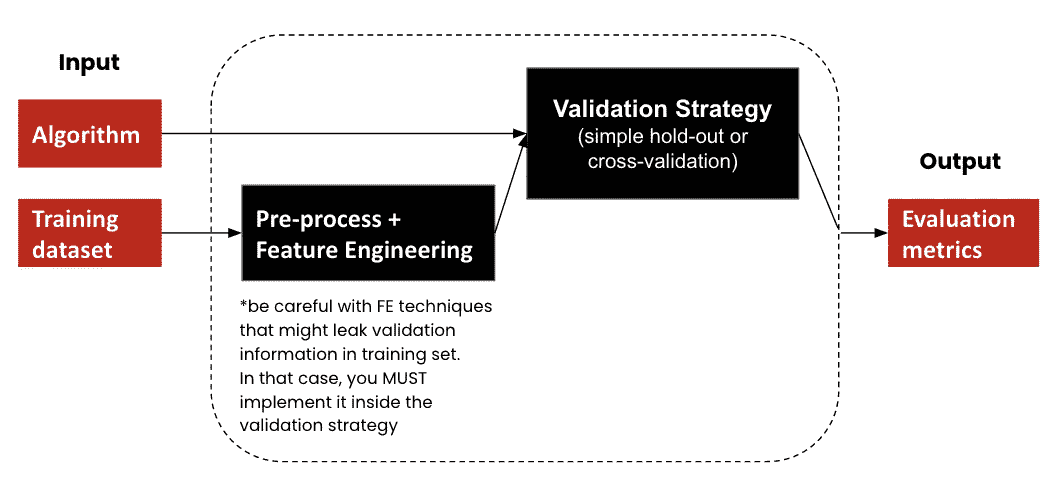 Input
Algorithm
Training
dataset
Pre-process +
Feature Engineering
*be careful with FE techniques
that might leak validation
information in training set.
In that case, you MUST
implement it inside the
validation strategy
Validation Strategy
(simple hold-out or
cross-validation)
Output
Evaluation
metrics